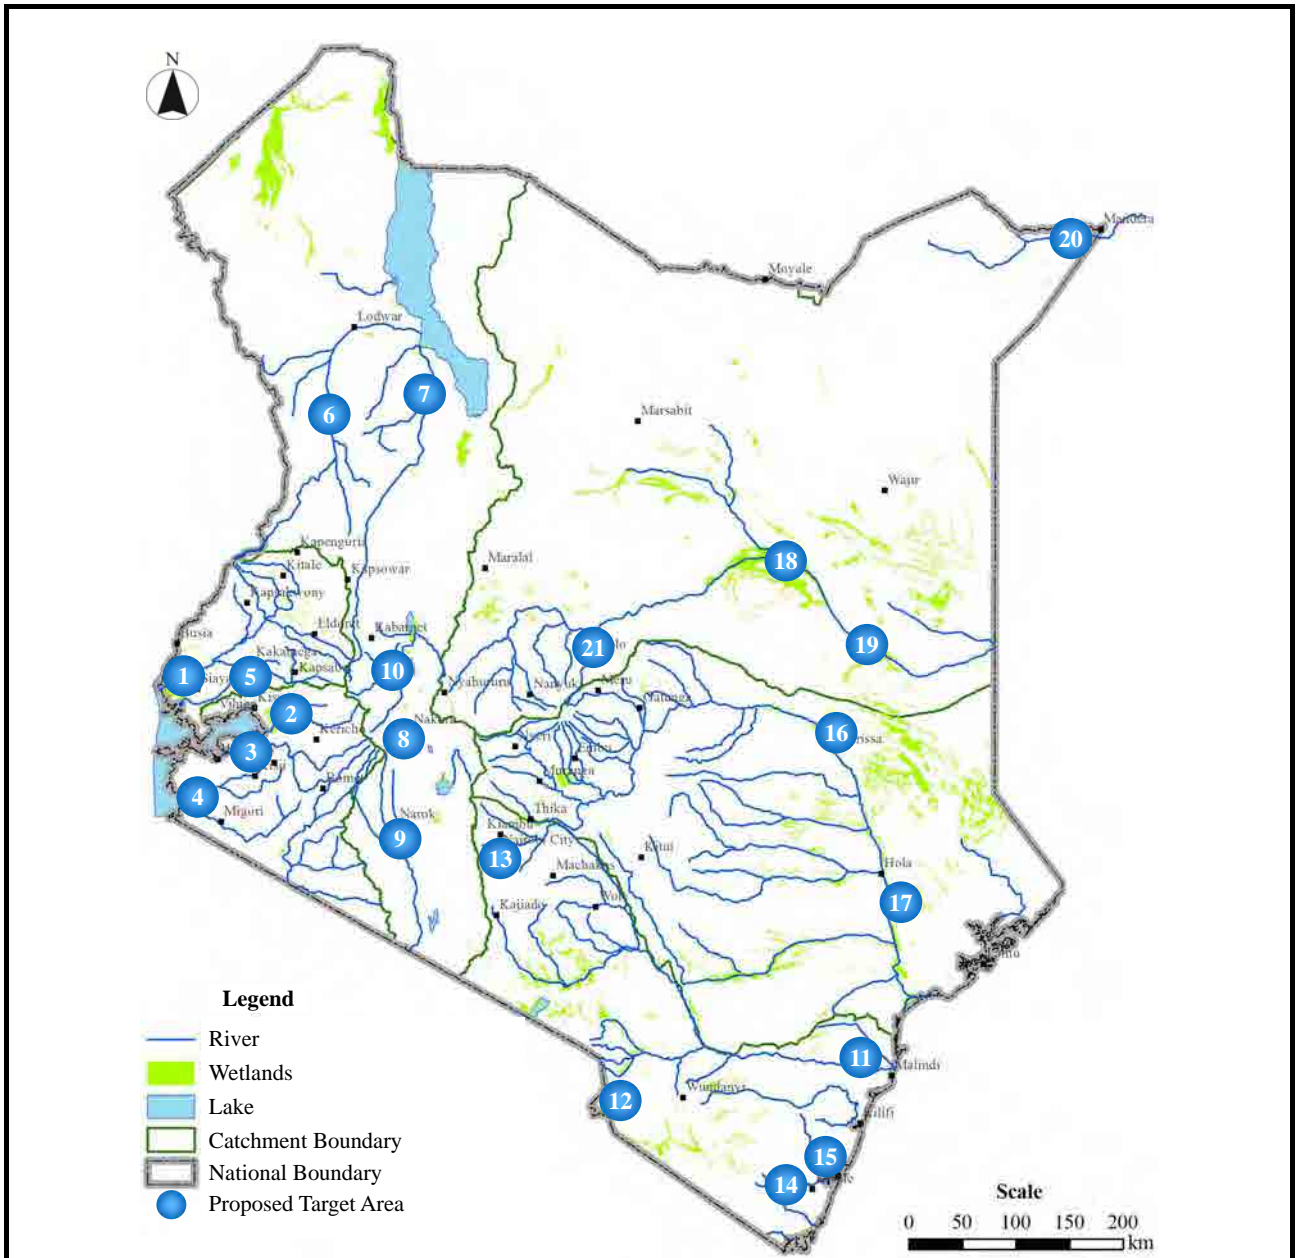 N
Mandera
20
Moyale
Lodwar
7
6
Marsabit
Wajir
Kapenguria
18
Maralal
Kitale
Kapsowar
Kapsakwony
Eldoret
Kabarnet
Busia
19
21
Kakamega
1
Siaya
5
Kapsabet
10
Nyahururu
Nanyuki
Meru
2
Kericho
Nakuru
8
16
3
Nyeri
Embu
Bomet
Muranga
4
Migori
Narok
Thika
9
Kiambu
Nairobi City
13
Machakos
Kitui
Hola
17
Kajiado
Wote
Legend
River
Wetlands
Lake
Catchment Boundary
National Boundary
Proposed Target Area
11
Malindi
12
Wundanyi
15
14
Scale
0 50 100 150 200
km